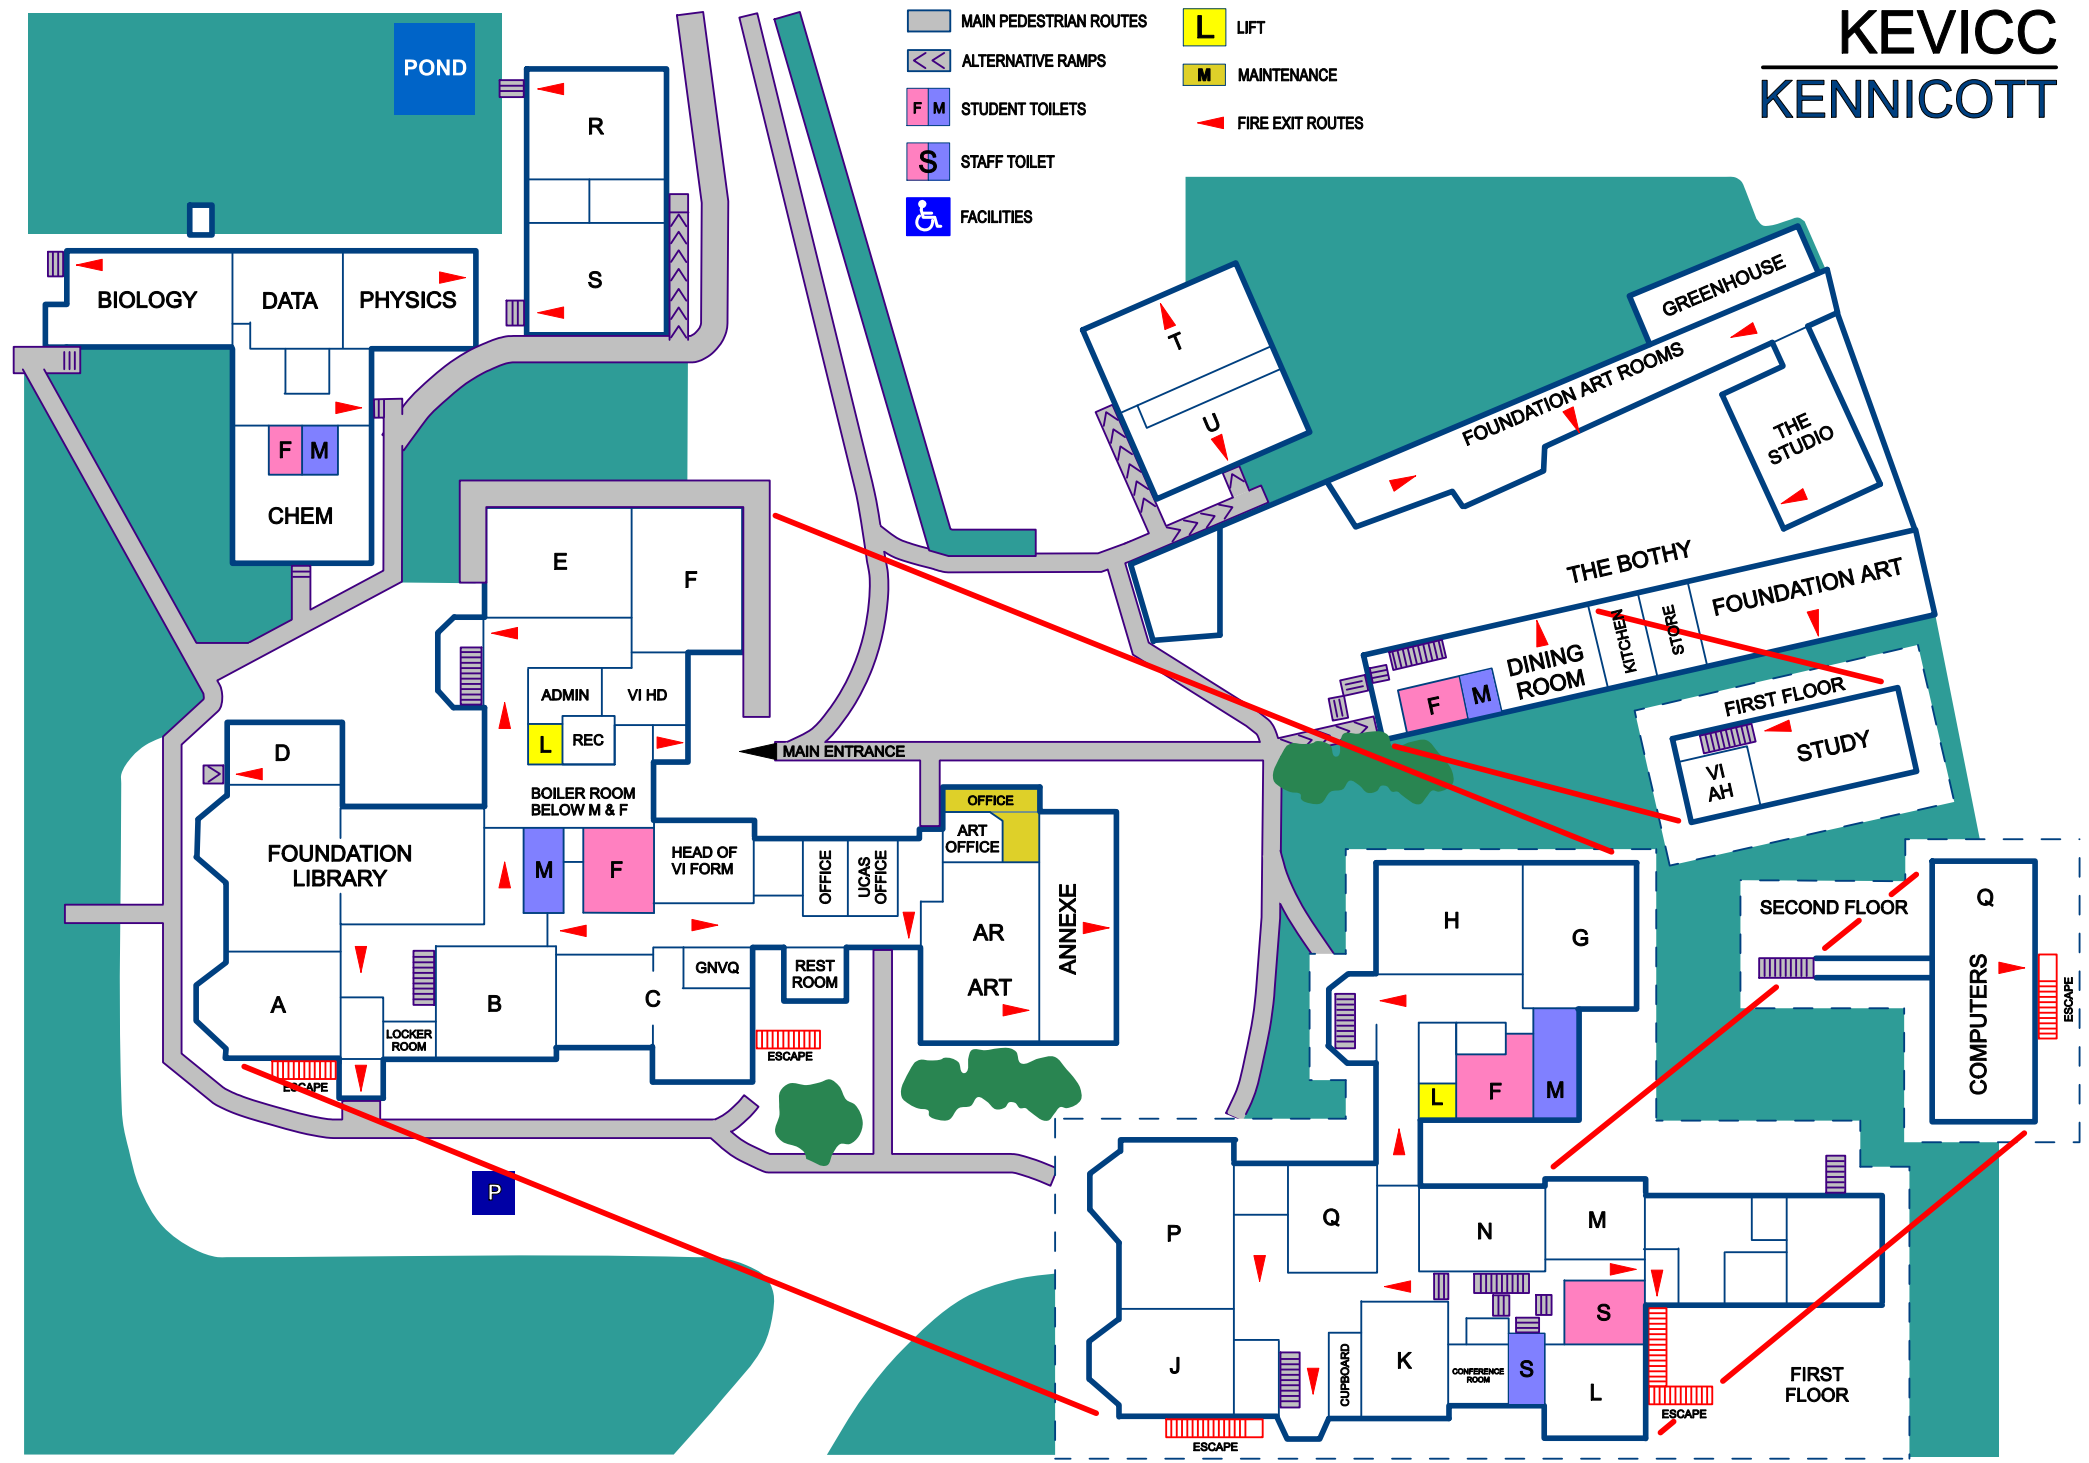 MAIN PEDESTRIAN ROUTES
ALTERNATIVE RAMPS
F M
STUDENT TOILETS
S
STAFF TOILET
FACILITIES
L
LIFT
M
MAINTENANCE
FIRE EXIT ROUTES
KEVICC
KENNICOTT
POND
R
S
BIOLOGY
DATA
PHYSICS
F M
CHEM
E
F
ADMIN
VI HD
L
REC
MAIN ENTRANCE
BOILER ROOM
BELOW M & F
D
FOUNDATION
LIBRARY
M
F
HEAD OF
VI FORM
OFFICE
UCAS
OFFICE
OFFICE
ART
OFFICE
AR
ART
ANNEXE
A
LOCKER
ROOM
B
C
GNVQ
REST
ROOM
ESCAPE
ESCAPE
P
T
U
GREENHOUSE
FOUNDATION ART ROOMS
THE
STUDIO
THE BOTHY
F
M
DINING
ROOM
KITCHEN
STORE
FOUNDATION ART
FIRST FLOOR
VI
AH
STUDY
SECOND FLOOR
Q
COMPUTERS
ESCAPE
H
G
L
F
M
P
Q
N
M
J
CUPBOARD
K
CONFERENCE
ROOM
S
S
L
ESCAPE
ESCAPE
FIRST
FLOOR